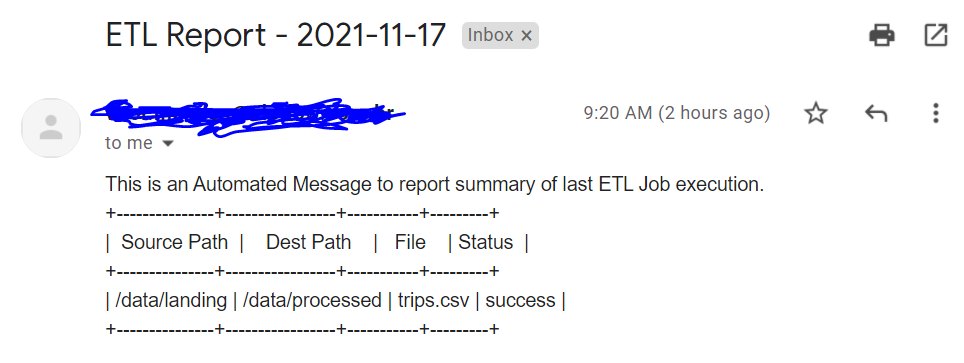 ETL Report - 2021-11-17 Inbox x
9:20 AM (2 hours ago)
to me
This is an Automated Message to report summary of last ETL Job execution.
+---------------+-----------------+-----------+---------+
| Source Path | Dest Path | File | Status |
+---------------+-----------------+-----------+---------+
| /data/landing | /data/processed | trips.csv | success |
+---------------+-----------------+-----------+---------+